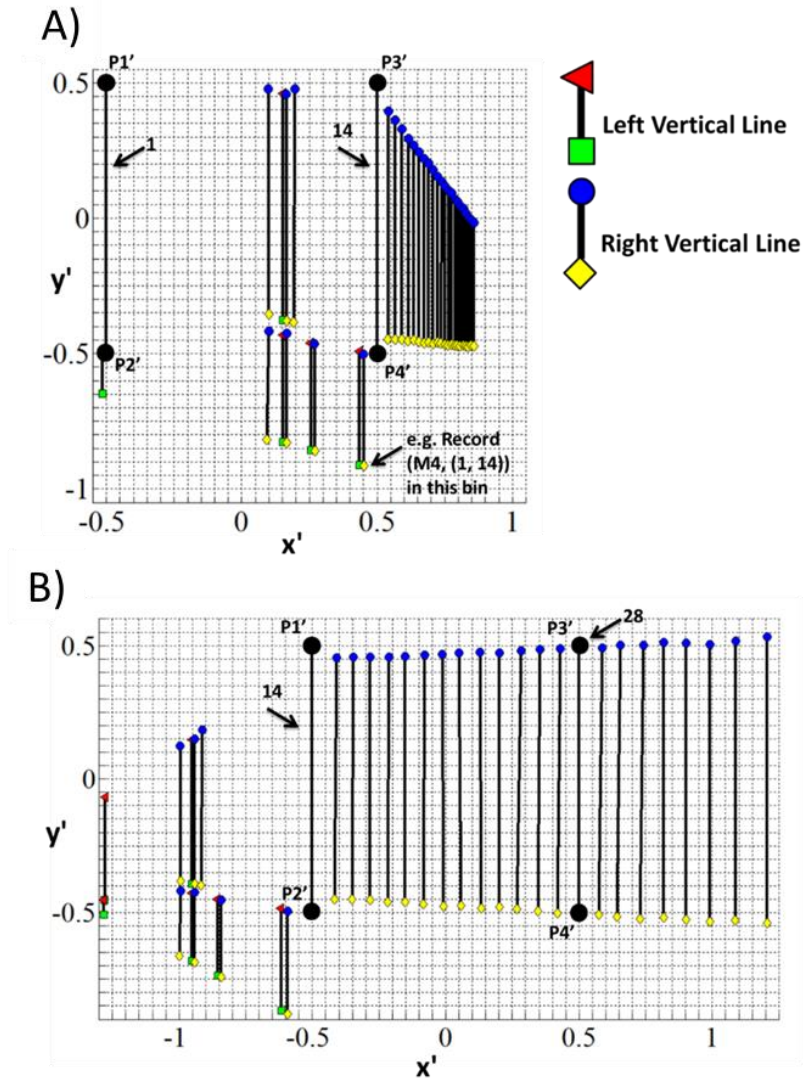 A)
P1'
P3'
0.5
1
14
Left Vertical Line
0
Right Vertical Line
y'
-0.5
P2'
P4'
e.g. Record
(M4, (1, 14))
in this bin
-1
-0.5
0
0.5
1
x'
B)
P1'
P3'
28
0.5
14
0
y'
P2'
-0.5
P4'
-1
-0.5
0
0.5
1
x'